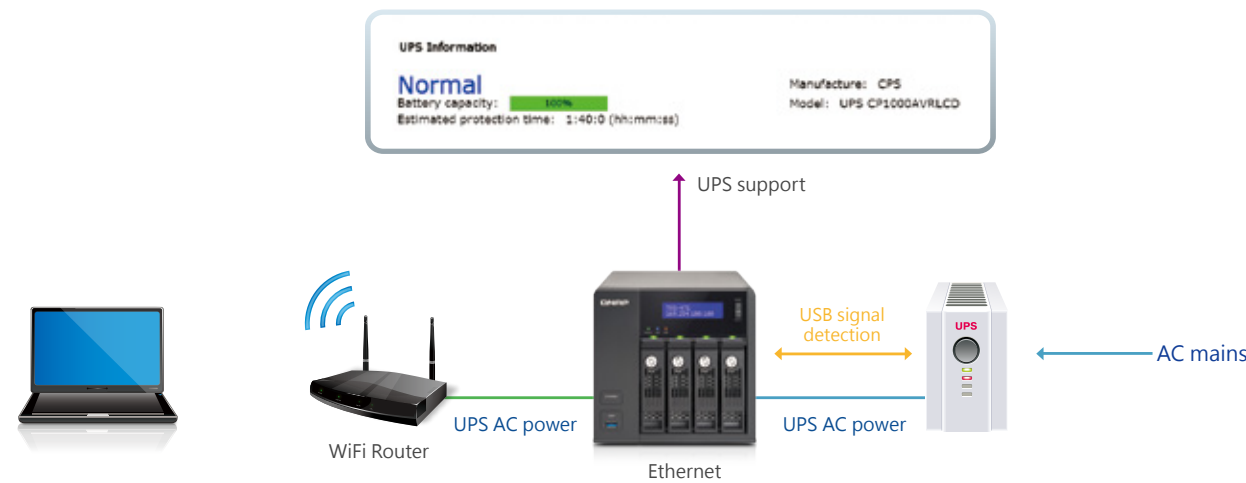 UPS Information
Normal
Battery capacity: 100%
Estimated protection time: 1:40:0 (hh:mm:ss)
Manufacture: CPS
Model: UPS CP1000AVRLCD
UPS support
USB signal
detection
UPS
AC mains
UPS AC power
UPS AC power
WiFi Router
Ethernet